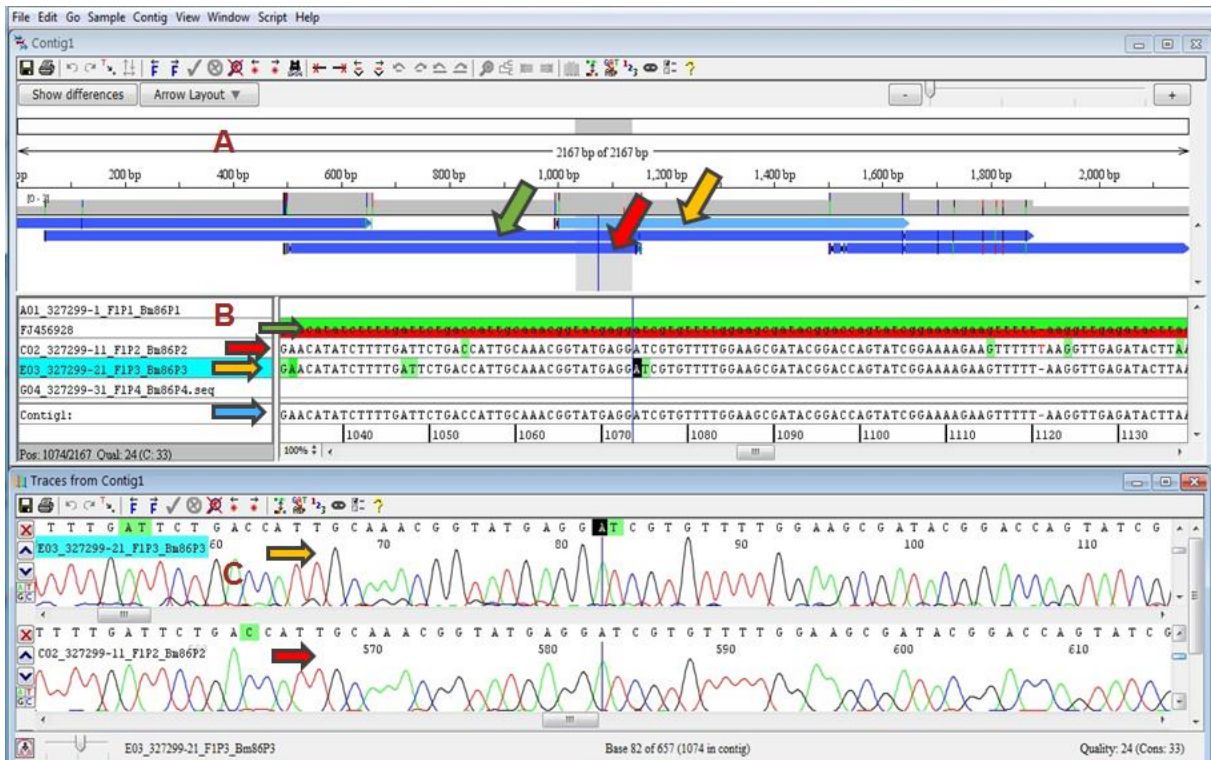 File Edit Go Sample Contig View Window Script Help
Contig1
Show differences Arrow Layout ▼ - +
A
2167 bp of 2167 bp
bp 200 bp 400 bp 600 bp 800 bp 1,000 bp 1,200 bp 1,400 bp 1,600 bp 1,800 bp 2,000 bp
A01_327299-1_F1P1_Bm86P1
B
FJ456928
C02_327299-11_F1P2_Bm86P2 GAACATATCTTTTGATTCTGACCATTGCAAACGGTATGAGGATCGTGTTTTGGAAGCGATACGGACCAGTATCGGAAAAGAAGTTTTTTAAGGTTGAGATACTTA
E03_327299-21_F1P3_Bm86P3 GAACATATCTTTTGATTCTGACCATTGCAAACGGTATGAGGATCGTGTTTTGGAAGCGATACGGACCAGTATCGGAAAAGAAGTTTTT-AAGGTTGAGATACTTA
G04_327299-31_F1P4_Bm86P4.seq
Contig1: GAACATATCTTTTGATTCTGACCATTGCAAACGGTATGAGGATCGTGTTTTGGAAGCGATACGGACCAGTATCGGAAAAGAAGTTTTT-AAGGTTGAGATACTTA
1040 1050 1060 1070 1080 1090 1100 1110 1120 1130
Pos: 1074/2167 Qual: 24 (C: 33) 100%
Traces from Contig1
T T T G A T T C T G A C C A T T G C A A A C G G T A T G A G G A T C G T G T T T T G G A A G C G A T A C G G A C C A G T A T C G
E03_327299-21_F1P3_Bm86P3 60 70 80 90 100 110
C
A T
G C
T T T T G A T T C T G A C C A T T G C A A A C G G T A T G A G G A T C G T G T T T T G G A A G C G A T A C G G A C C A G T A T C G
C02_327299-11_F1P2_Bm86P2 570 580 590 600 610
A T
G C
E03_327299-21_F1P3_Bm86P3 Base 82 of 657 (1074 in contig) Quality: 24 (Cons: 33)